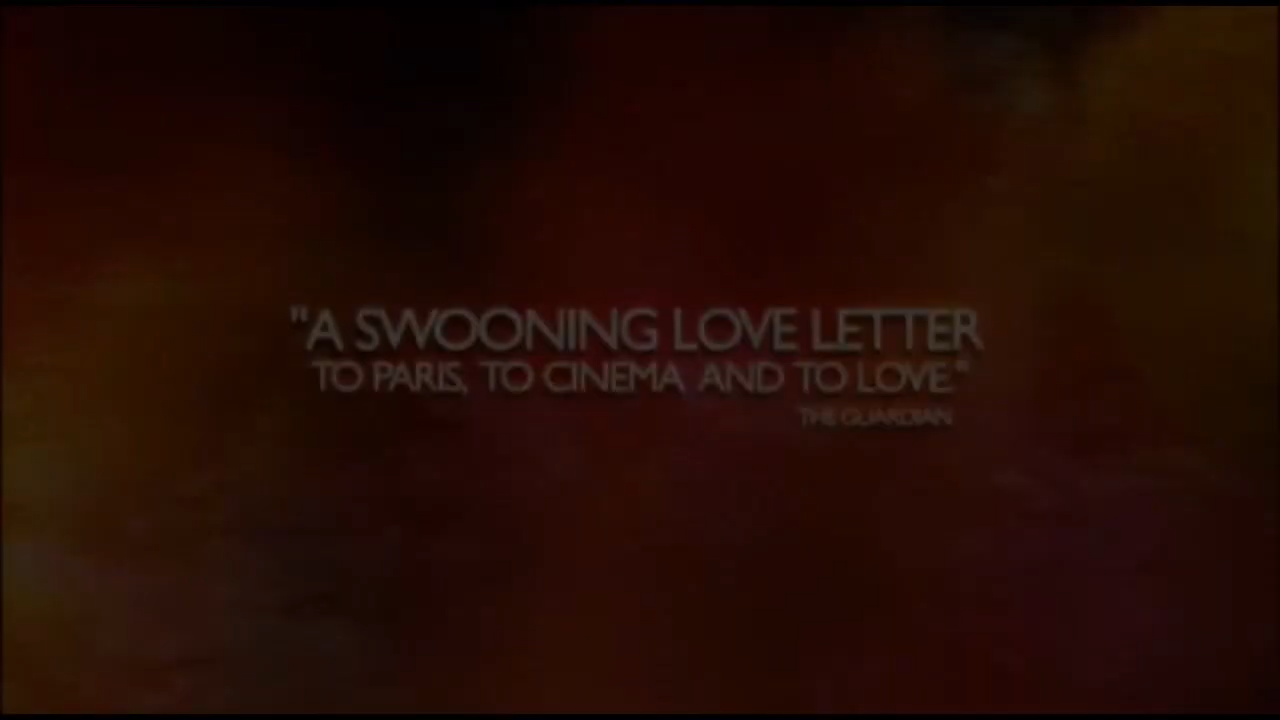 "A SWOONING LOVE LETTER
TO PARIS, TO CINEMA AND TO LOVE"
THE GUARDIAN